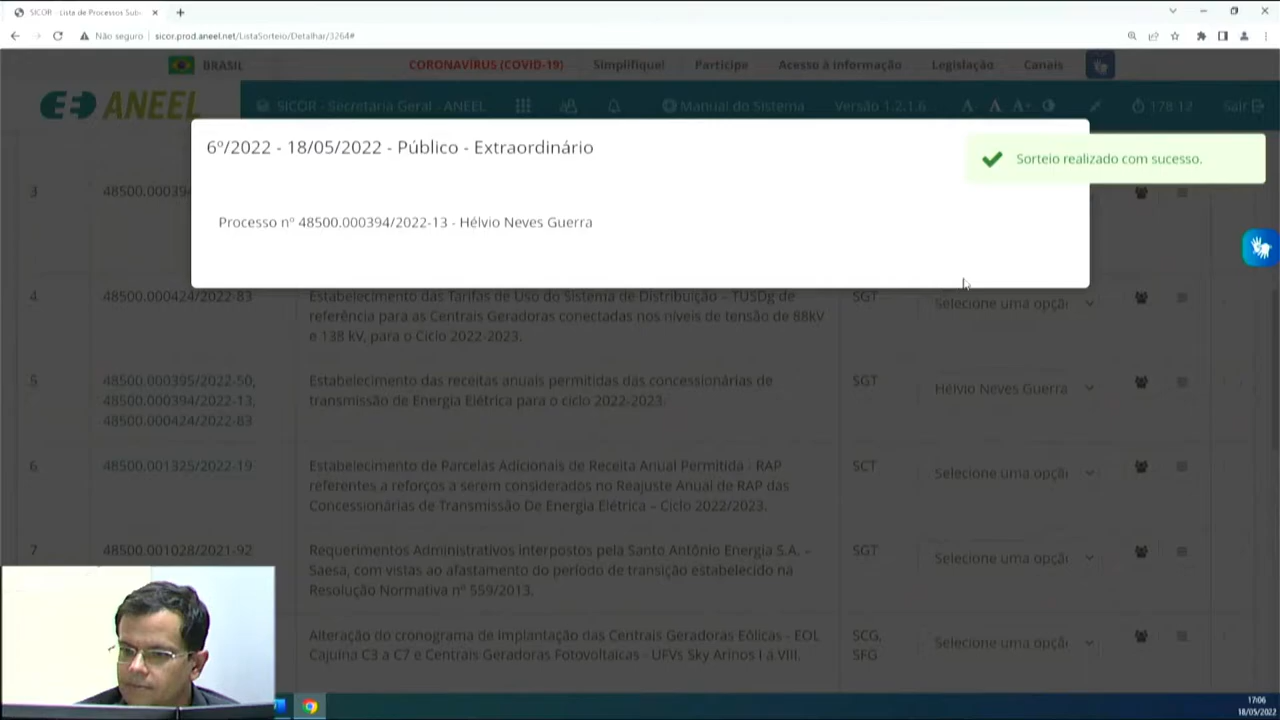 SICOR - Lista de Processos Sub
Não seguro | sicor.prod.aneel.net/ListaSorteio/Detalhar/3264#
BRASIL CORONAVÍRUS (COVID-19) Simplifique! Participe Acesso à informação Legislação Canais
ANEEL SICOR - Secretaria Geral - ANEEL Manual do Sistema Versão 1.2.1.6 A- A A+ 178:12 Sair
6º/2022 - 18/05/2022 - Público - Extraordinário
Sorteio realizado com sucesso.
3 48500.00039
Processo nº 48500.000394/2022-13 - Hélvio Neves Guerra
4 48500.000424/2022-83 Estabelecimento das Tarifas de Uso do Sistema de Distribuição - TUSDg de SGT Selecione uma opçã
referência para as Centrais Geradoras conectadas nos níveis de tensão de 88kV
e 138 kV, para o Ciclo 2022-2023.
5 48500.000395/2022-50, Estabelecimento das receitas anuais permitidas das concessionárias de SGT Hélvio Neves Guerra
48500.000394/2022-13, transmissão de Energia Elétrica para o ciclo 2022-2023.
48500.000424/2022-83
6 48500.001325/2022-19 Estabelecimento de Parcelas Adicionais de Receita Anual Permitida - RAP SCT Selecione uma opçã
referentes a reforços a serem considerados no Reajuste Anual de RAP das
Concessionárias de Transmissão De Energia Elétrica – Ciclo 2022/2023.
7 48500.001028/2021-92 Requerimentos Administrativos interpostos pela Santo Antônio Energia S.A. – SGT Selecione uma opçã
Saesa, com vistas ao afastamento do período de transição estabelecido na
Resolução Normativa nº 559/2013.
Alteração do cronograma de implantação das Centrais Geradoras Eólicas - EOL SCG, Selecione uma opçã
Cajuína C3 a C7 e Centrais Geradoras Fotovoltaicas - UFVs Sky Arinos I á VIII. SFG
17:06
18/05/2022